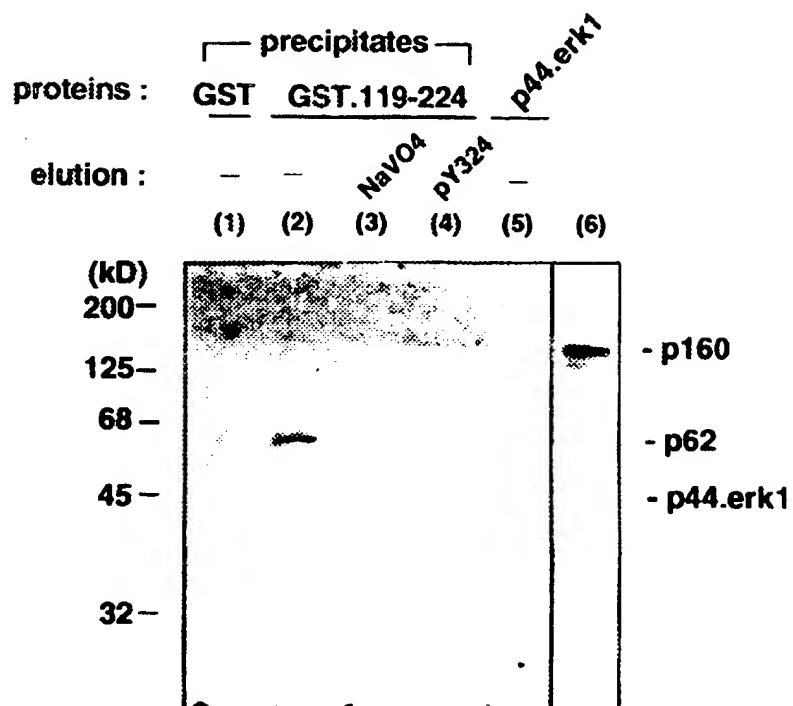 precipitates
proteins : GST GST.119-224 p44.erk1
elution : – – NaVO4 pY324 –
(1) (2) (3) (4) (5) (6)
(kD)
200–
- p160
125–
68 –
- p62
45 –
- p44.erk1
32 –